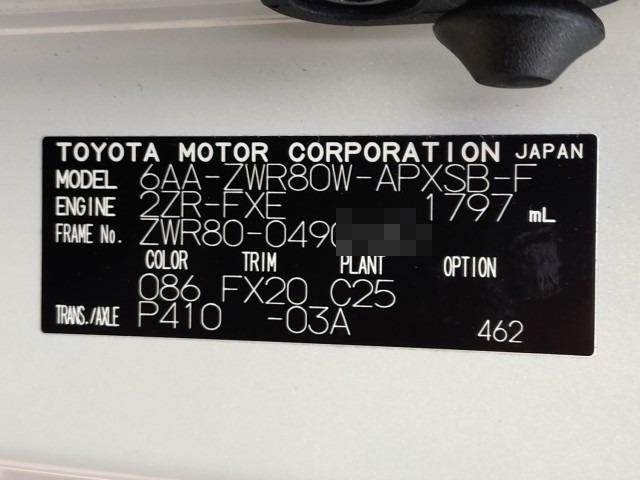 TOYOTA MOTOR CORPORATION JAPAN
MODEL 6AA-ZWR80W-APXSB-F
ENGINE 2ZR-FXE 1797 mL
FRAME No. ZWR80-0490
COLOR TRIM PLANT OPTION
086 FX20 C25
TRANS./AXLE P410 -03A 462